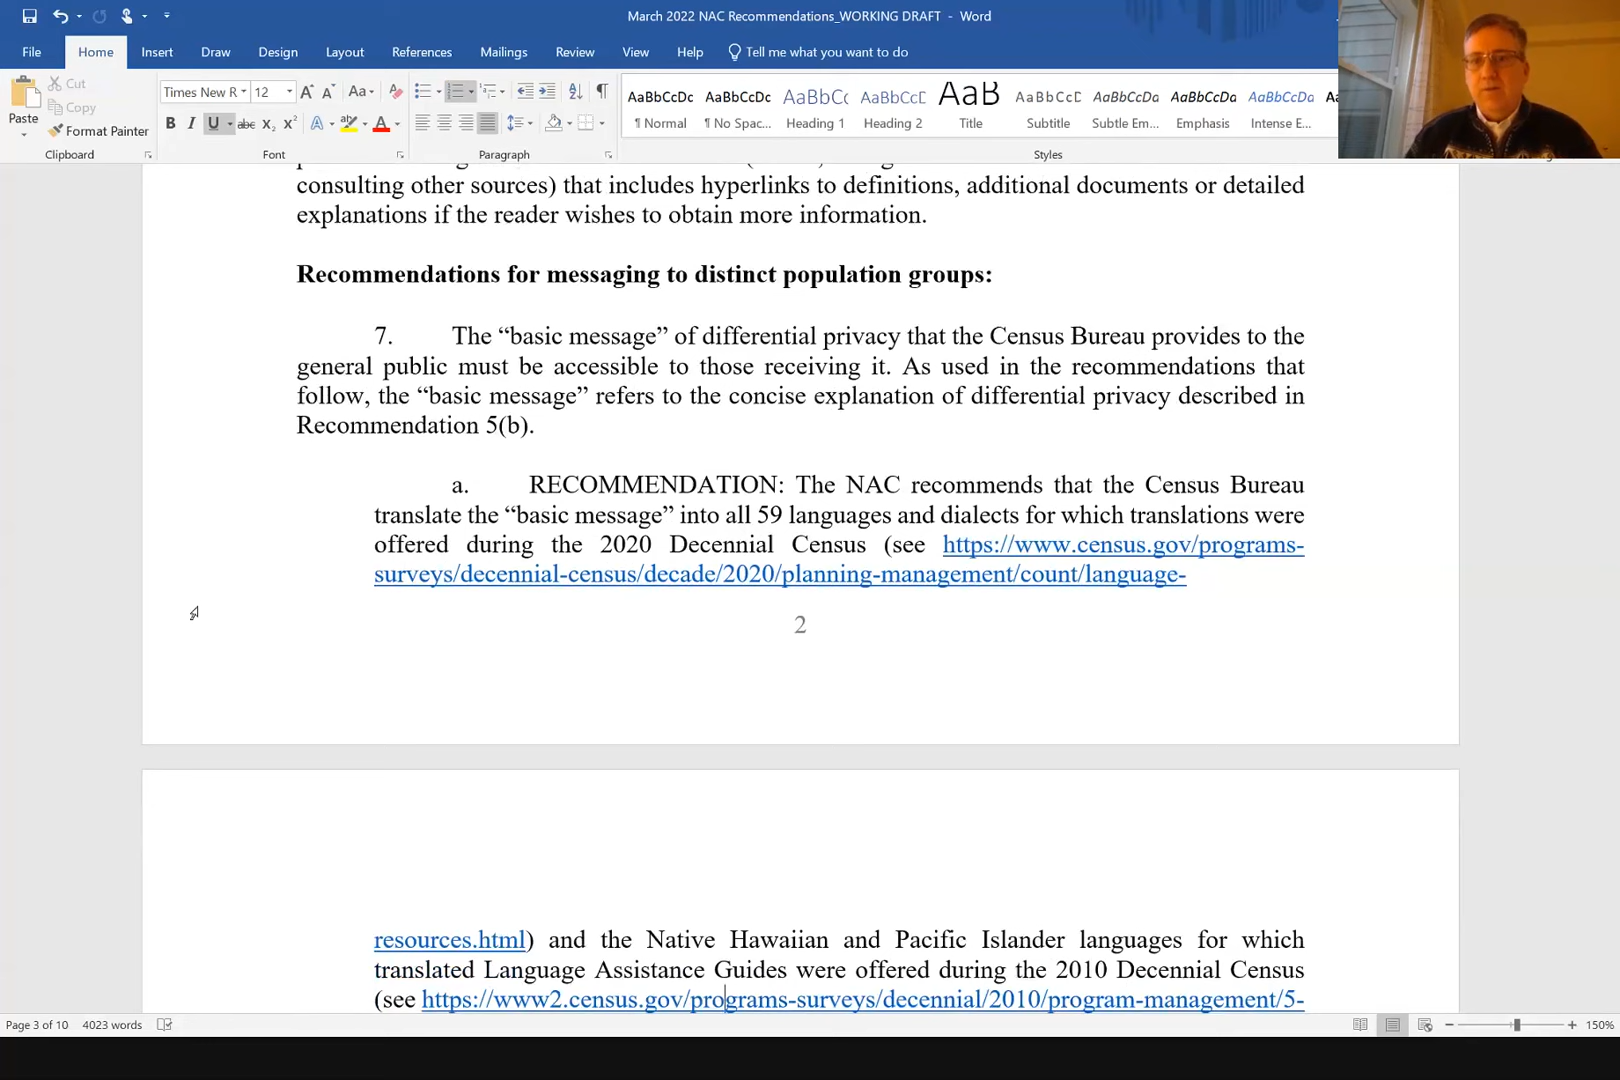 March 2022 NAC Recommendations_WORKING DRAFT - Word
File Home Insert Draw Design Layout References Mailings Review View Help Tell me what you want to do
Paste
Cut
Copy
Format Painter
Clipboard
Times New R 12
Font
Paragraph
AaBbCcDc AaBbCcDc AaBbCc AaBbCcD AaB AaBbCcD AaBbCcDa AaBbCcDa AaBbCcDa
¶ Normal ¶ No Spac... Heading 1 Heading 2 Title Subtitle Subtle Em... Emphasis Intense E...
Styles
consulting other sources) that includes hyperlinks to definitions, additional documents or detailed
explanations if the reader wishes to obtain more information.
Recommendations for messaging to distinct population groups:
7. The “basic message” of differential privacy that the Census Bureau provides to the
general public must be accessible to those receiving it. As used in the recommendations that
follow, the “basic message” refers to the concise explanation of differential privacy described in
Recommendation 5(b).
a. RECOMMENDATION: The NAC recommends that the Census Bureau
translate the “basic message” into all 59 languages and dialects for which translations were
offered during the 2020 Decennial Census (see https://www.census.gov/programs-
surveys/decennial-census/decade/2020/planning-management/count/language-
2
resources.html) and the Native Hawaiian and Pacific Islander languages for which
translated Language Assistance Guides were offered during the 2010 Decennial Census
(see https://www2.census.gov/programs-surveys/decennial/2010/program-management/5-
Page 3 of 10 4023 words
150%